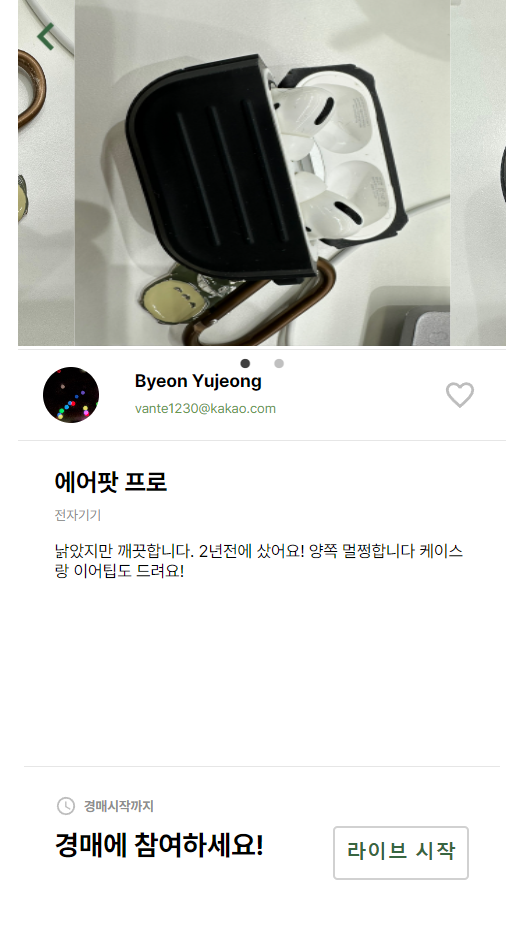 Byeon Yujeong
vante1230@kakao.com
에어팟 프로
전자기기
낡았지만 깨끗합니다. 2년전에 샀어요! 양쪽 멀쩡합니다 케이스
랑 이어팁도 드려요!
경매시작까지
경매에 참여하세요!
라이브 시작